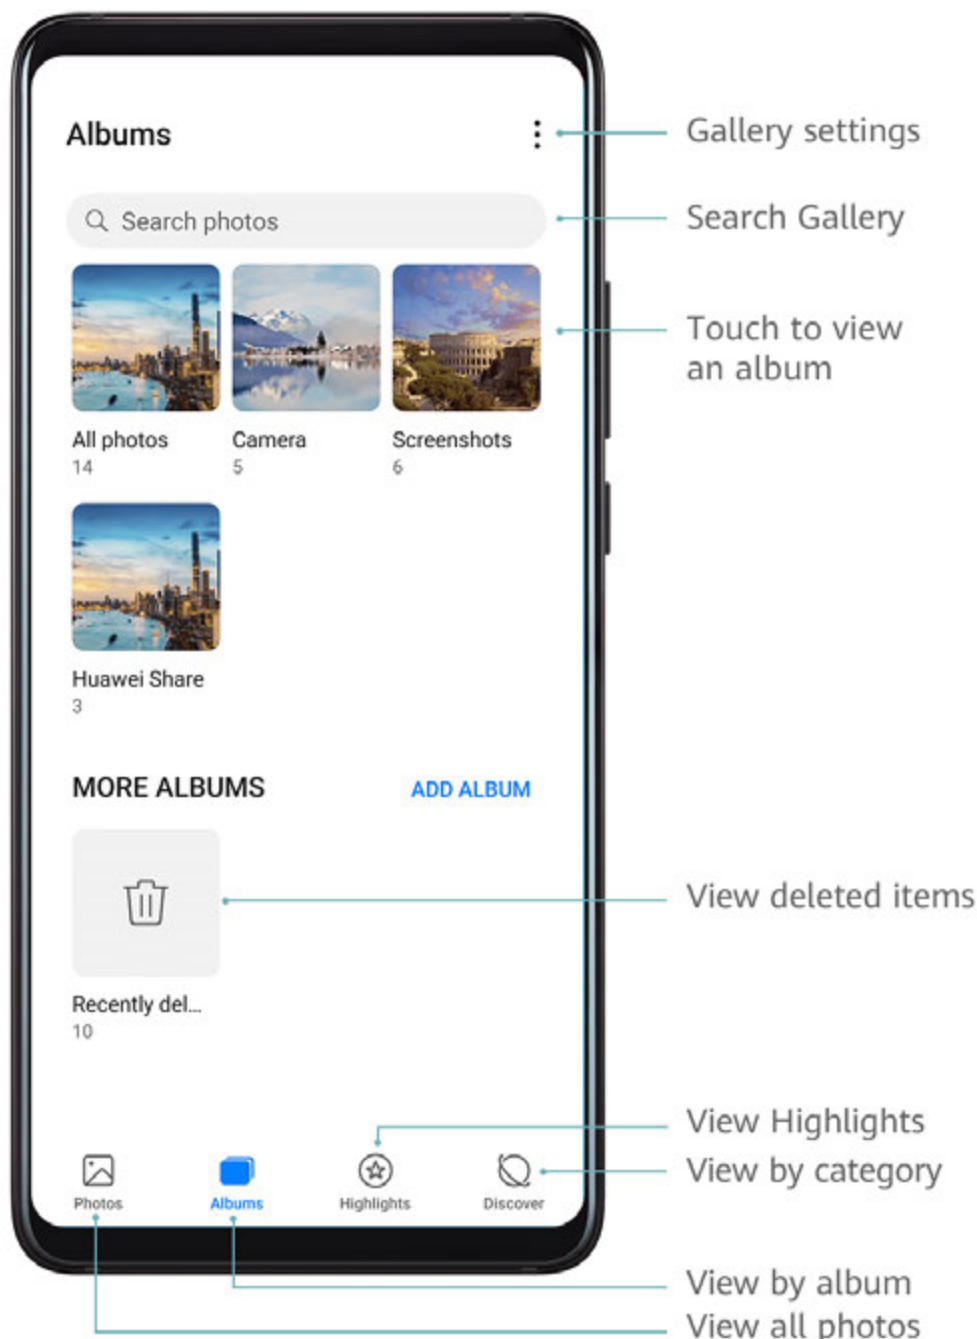 Albums
Gallery settings
Search photos
Search Gallery
Touch to view
an album
All photos
Camera
Screenshots
14
5
6
Huawei Share
3
MORE ALBUMS
ADD ALBUM
View deleted items
Recently del...
10
View Highlights
View by category
Photos
Albums
Highlights
Discover
View by album
View all photos